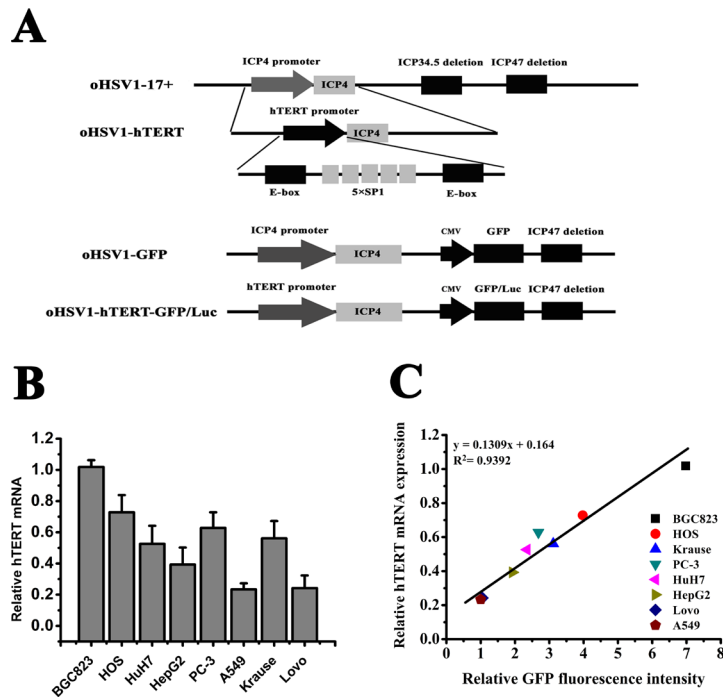 A
ICP4 promoter
ICP34.5 deletion ICP47 deletion
oHSV1-17+
ICP4
hTERT promoter
oHSV1-hTERT
ICP4
E-box 5×SP1 E-box
ICP4 promoter CMV GFP ICP47 deletion
oHSV1-GFP
ICP4
hTERT promoter CMV GFP/Luc ICP47 deletion
oHSV1-hTERT-GFP/Luc
ICP4
B
Relative hTERT mRNA
1.2
1.0
0.8
0.6
0.4
0.2
0.0
BGC823 HOS HuH7 HepG2 PC-3 A549 Krause Lovo
C
Relative hTERT mRNA expression
y = 0.1309x + 0.164
R²= 0.9392
1.2
1.0
0.8
0.6
0.4
0.2
0.0
BGC823
HOS
Krause
PC-3
HuH7
HepG2
Lovo
A549
0 1 2 3 4 5 6 7 8
Relative GFP fluorescence intensity